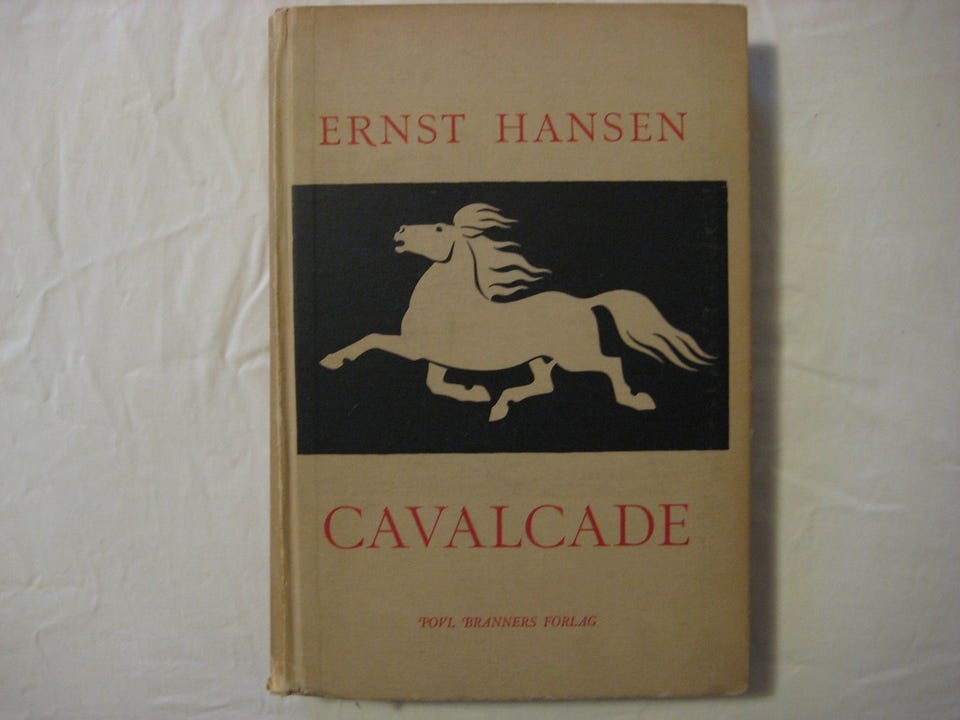 ERNST HANSEN
CAVALCADE
POVL BRANNERS FORLAG